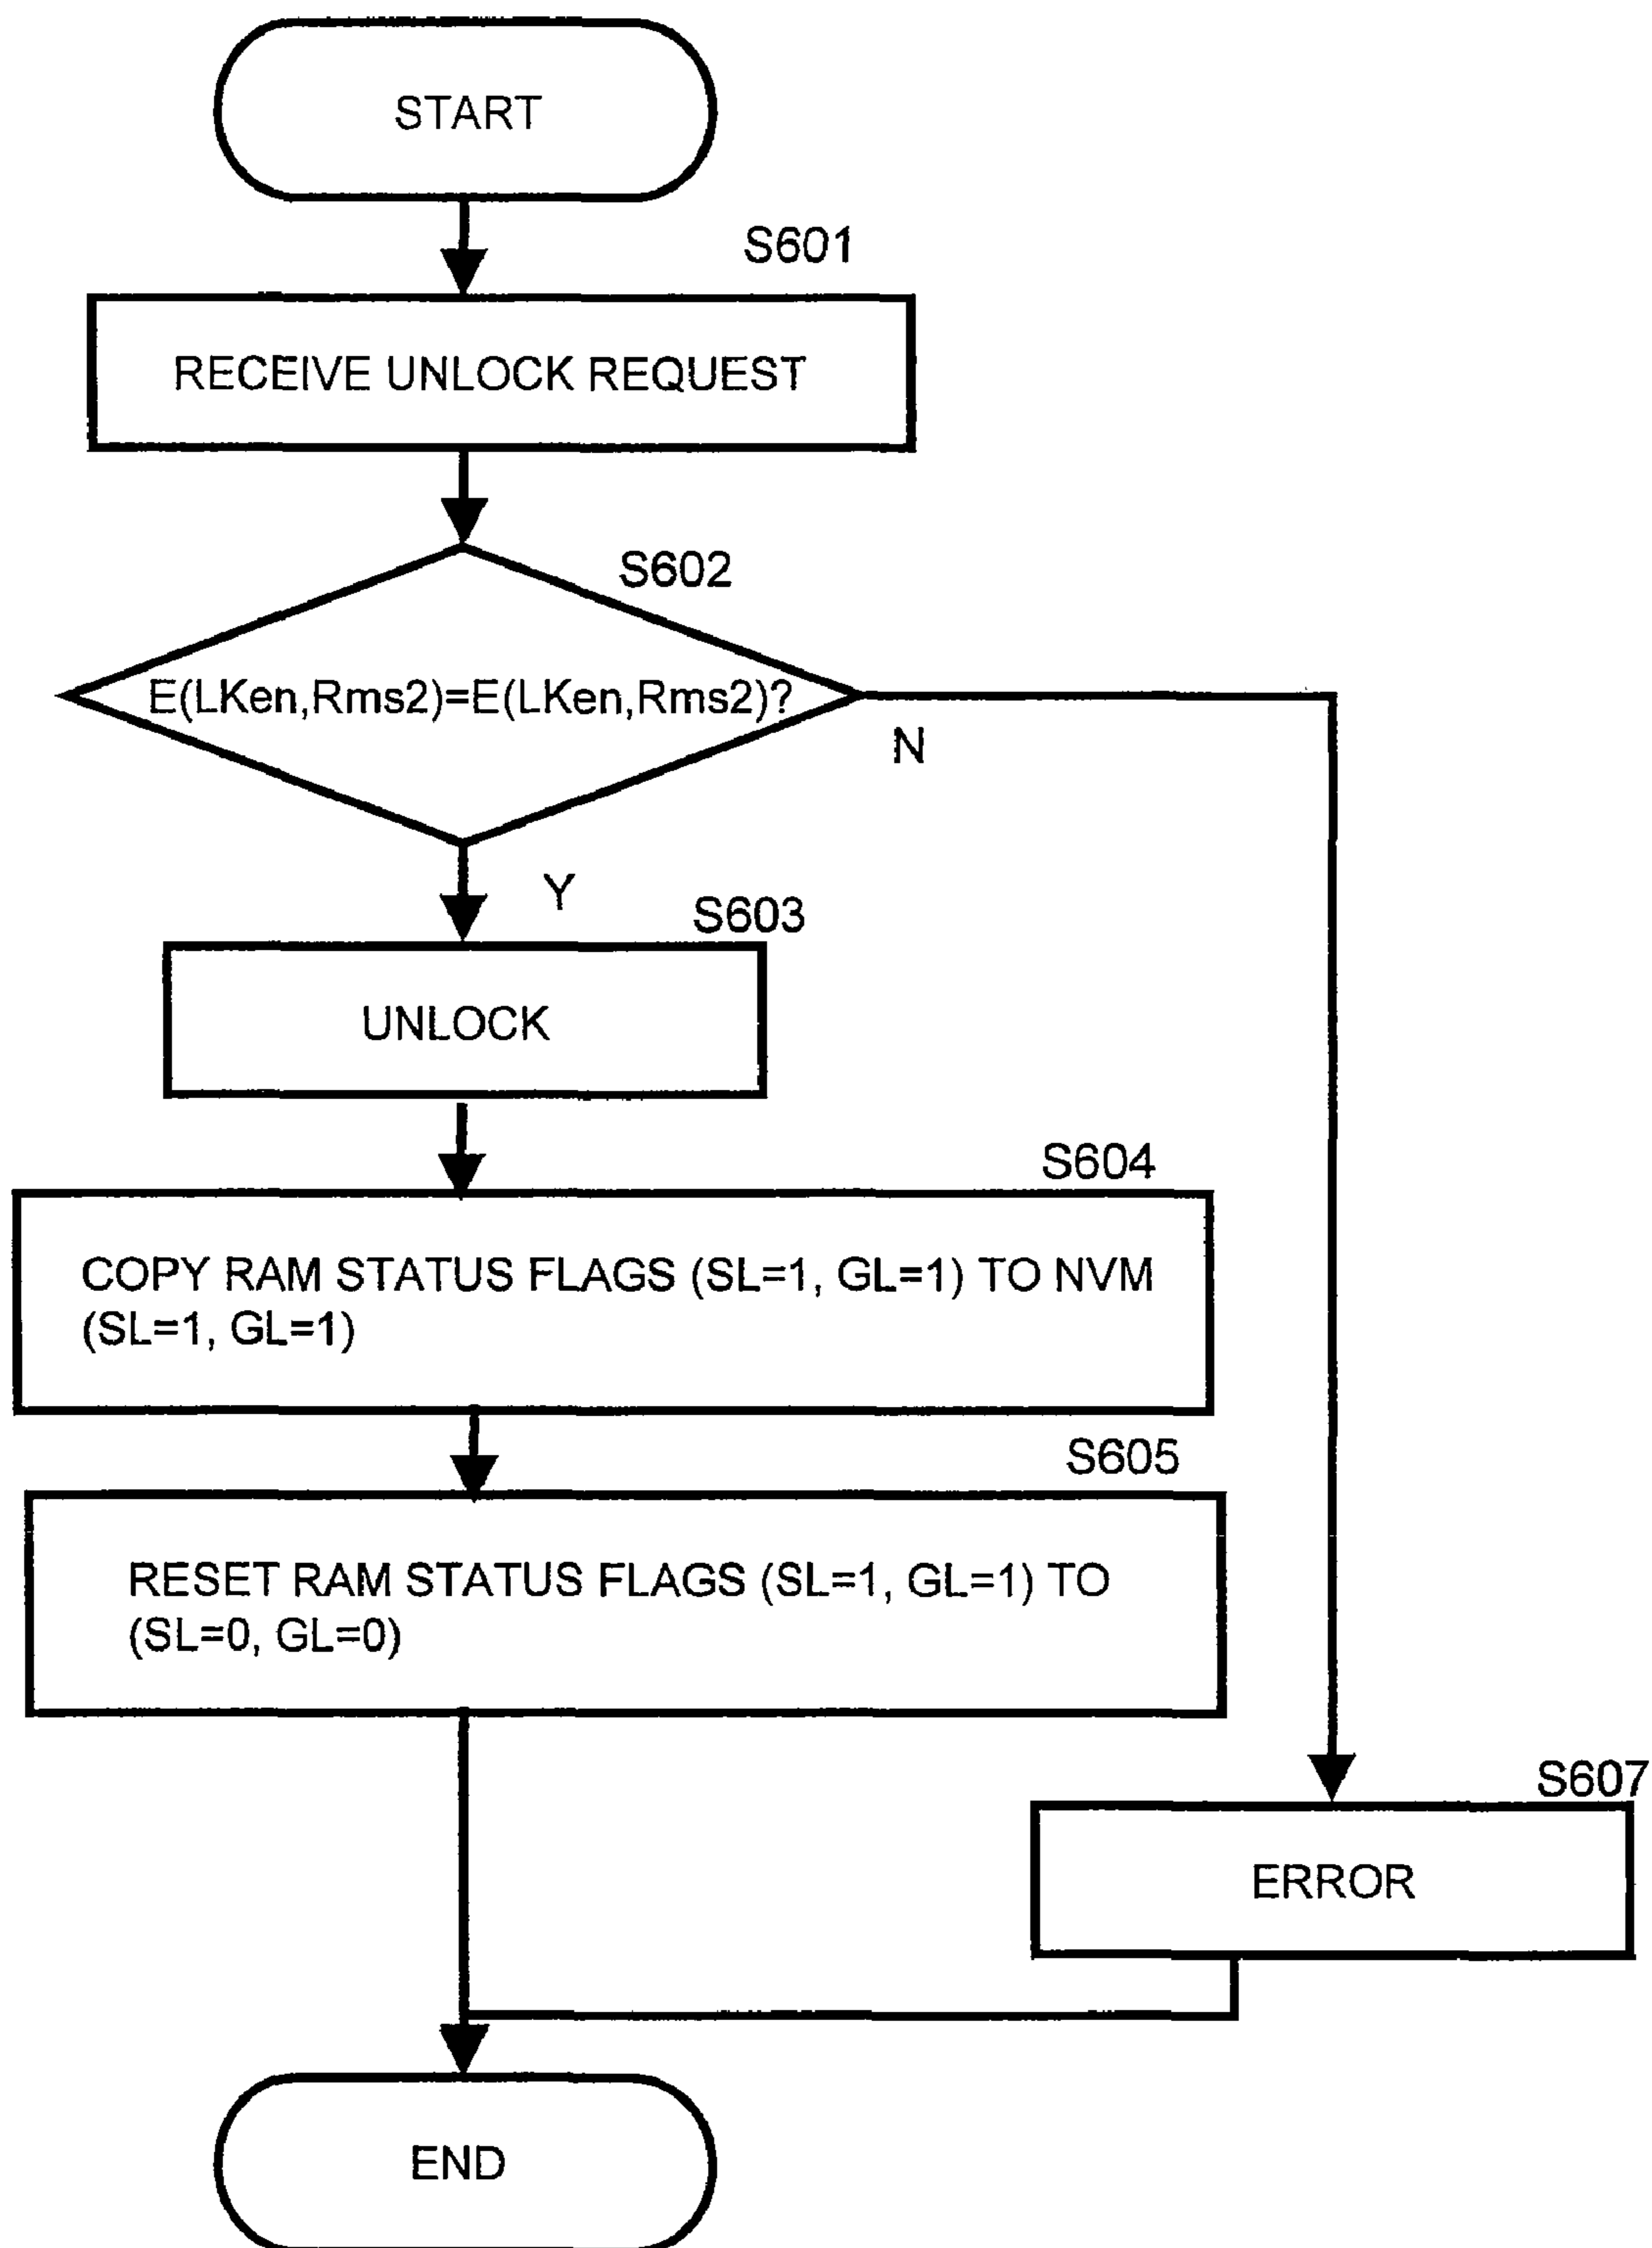 START
S601
RECEIVE UNLOCK REQUEST
S602
E(LKen,Rms2)=E(LKen,Rms2)?
N
Y
S603
UNLOCK
S604
COPY RAM STATUS FLAGS (SL=1, GL=1) TO NVM
(SL=1, GL=1)
S605
RESET RAM STATUS FLAGS (SL=1, GL=1) TO
(SL=0, GL=0)
S607
ERROR
END